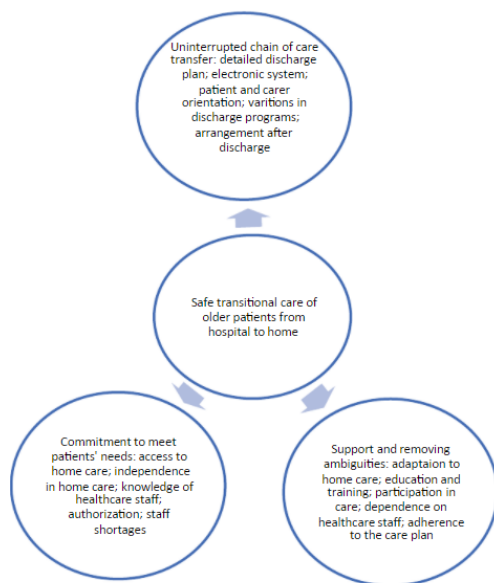 Uninterrupted chain of care
transfer: detailed discharge
plan; electronic system;
patient and carer
orientation; varitions in
discharge programs;
arrangement after
discharge
Safe transitional care of
older patients from
hospital to home
Commitment to meet
patients' needs: access to
home care; independence
in home care; knowledge of
healthcare staff;
authorization; staff
shortages
Support and removing
ambiguities: adaptaion to
home care; education and
training; participation in
care; dependence on
healthcare staff; adherence
to the care plan